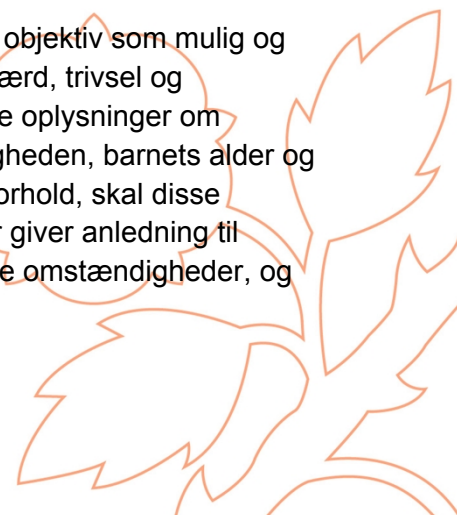 objektiv som mulig og
ærd, trivsel og
e oplysninger om
gheden, barnets alder og
orhold, skal disse
r giver anledning til
e omstændigheder, og